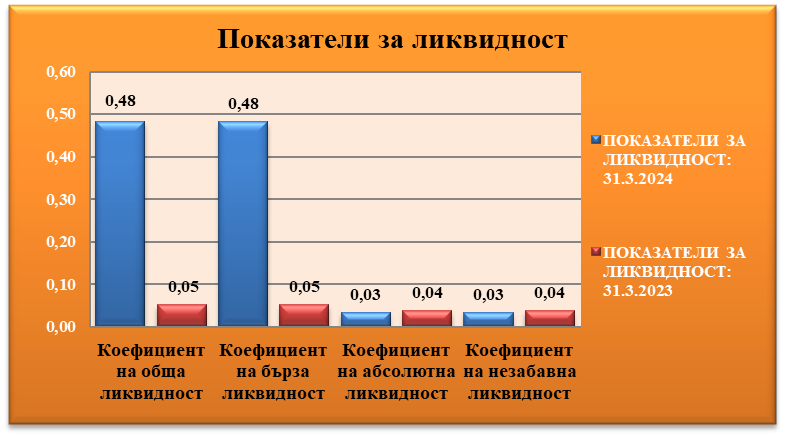 Показатели за ликвидност
0,60
0,50
0,40
0,30
0,20
0,10
0,00
0,48
0,05
0,48
0,05
0,03
0,04
0,03
0,04
Коефициент
на обща
ликвидност
Коефициент
на бърза
ликвидност
Коефициент
на абсолютна
ликвидност
Коефициент
на незабавна
ликвидност
ПОКАЗАТЕЛИ ЗА
ЛИКВИДНОСТ:
31.3.2024
ПОКАЗАТЕЛИ ЗА
ЛИКВИДНОСТ:
31.3.2023